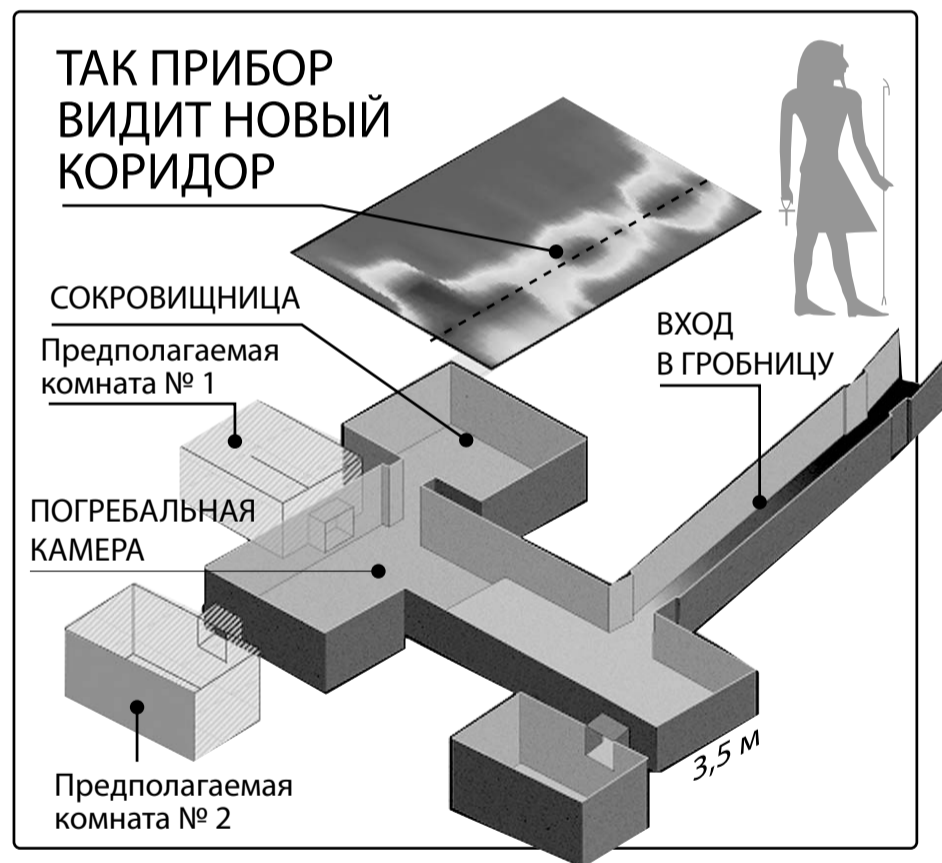 ТАК ПРИБОР
ВИДИТ НОВЫЙ
КОРИДОР
СОКРОВИЩНИЦА
Предполагаемая
комната № 1
ВХОД
В ГРОБНИЦУ
ПОГРЕБАЛЬНАЯ
КАМЕРА
3,5 м
Предполагаемая
комната № 2